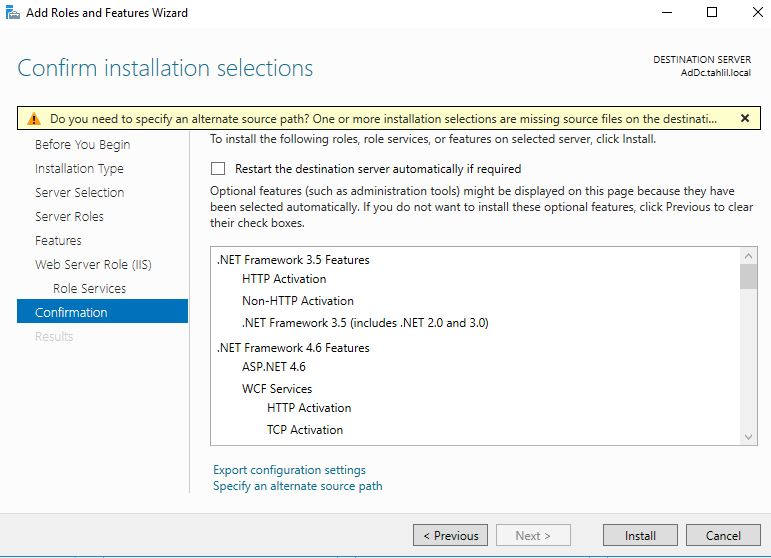 Add Roles and Features Wizard
Confirm installation selections
DESTINATION SERVER
AdDc.tahlil.local
Do you need to specify an alternate source path? One or more installation selections are missing source files on the destinati...
Before You Begin
Installation Type
Server Selection
Server Roles
Features
Web Server Role (IIS)
Role Services
Confirmation
Results
To install the following roles, role services, or features on selected server, click Install.
Restart the destination server automatically if required
Optional features (such as administration tools) might be displayed on this page because they have
been selected automatically. If you do not want to install these optional features, click Previous to clear
their check boxes.
.NET Framework 3.5 Features
HTTP Activation
Non-HTTP Activation
.NET Framework 3.5 (includes .NET 2.0 and 3.0)
.NET Framework 4.6 Features
ASP.NET 4.6
WCF Services
HTTP Activation
TCP Activation
Export configuration settings
Specify an alternate source path
< Previous
Next >
Install
Cancel